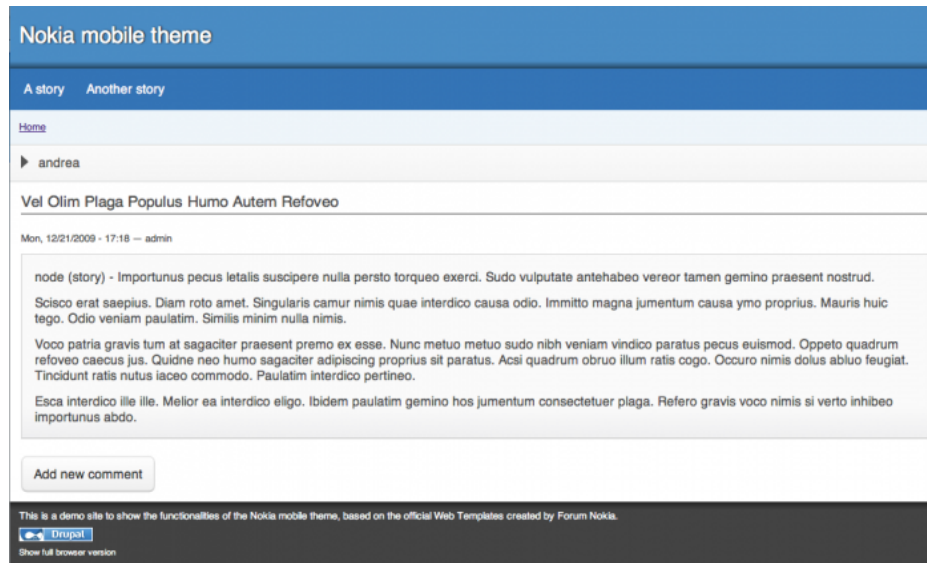 Nokia mobile theme
A story Another story
Home
andrea
Vel Olim Plaga Populus Humo Autem Refoveo
Mon, 12/21/2009 - 17:18 — admin
node (story) - Importunus pecus letalis suscipere nulla persto torqueo exerci. Sudo vulputate antehabeo vereor tamen gemino praesent nostrud.
Scisco erat saepius. Diam roto amet. Singularis camur nimis quae interdico causa odio. Immitto magna jumentum causa ymo proprius. Mauris huic
tego. Odio veniam paulatim. Similis minim nulla nimis.
Voco patria gravis tum at sagaciter praesent premo ex esse. Nunc metuo metuo sudo nibh veniam vindico paratus pecus euismod. Oppeto quadrum
refoveo caecus jus. Quidne neo humo sagaciter adipiscing proprius sit paratus. Acsi quadrum obruo illum ratis cogo. Occuro nimis dolus abluo feugiat.
Tincidunt ratis nutus iaceo commodo. Paulatim interdico pertineo.
Esca interdico ille ille. Melior ea interdico eligo. Ibidem paulatim gemino hos jumentum consectetuer plaga. Refero gravis voco nimis si verto inhibeo
importunus abdo.
Add new comment
This is a demo site to show the functionalities of the Nokia mobile theme, based on the official Web Templates created by Forum Nokia.
Drupal
Show full browser version